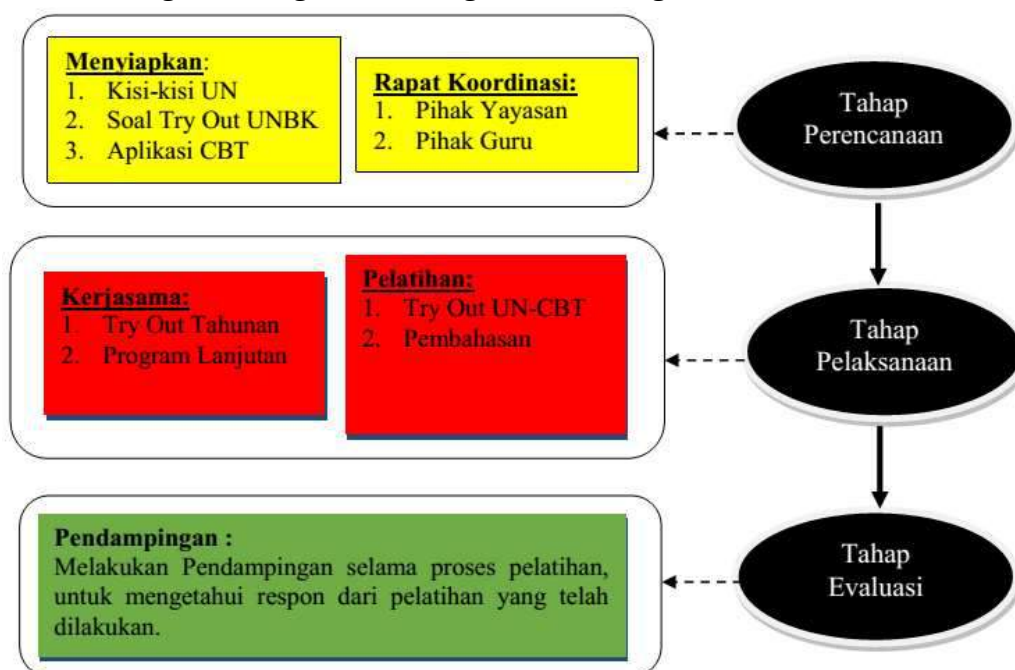 Menyiapkan:
1. Kisi-kisi UN
2. Soal Try Out UNBK
3. Aplikasi CBT
Rapat Koordinasi:
1. Pihak Yayasan
2. Pihak Guru
Tahap
Perencanaan
Kerjasama:
1. Try Out Tahunan
2. Program Lanjutan
Pelatihan:
1. Try Out UN-CBT
2. Pembahasan
Tahap
Pelaksanaan
Pendampingan :
Melakukan Pendampingan selama proses pelatihan,
untuk mengetahui respon dari pelatihan yang telah
dilakukan.
Tahap
Evaluasi